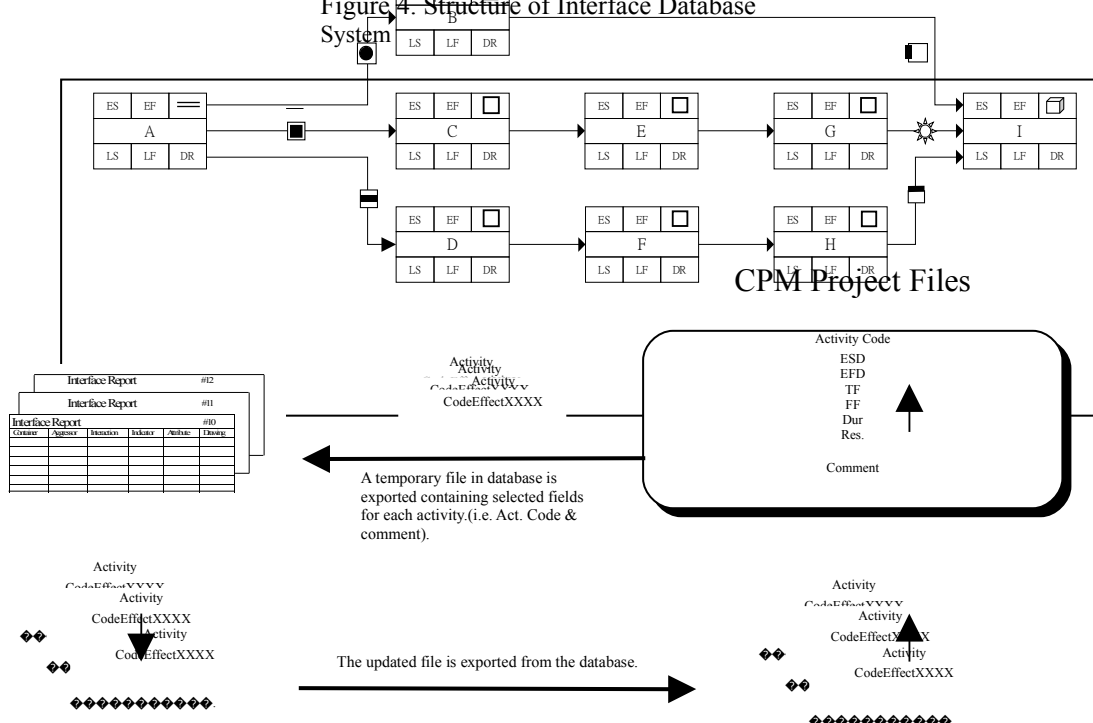 Figure 4. Structure of Interface Database
System
B
LS LF DR
ES EF
A
LS LF DR
ES EF
C
LS LF DR
ES EF
E
LS LF DR
ES EF
G
LS LF DR
ES EF
I
LS LF DR
ES EF
D
LS LF DR
ES EF
F
LS LF DR
ES EF
H
LS LF DR
CPM Project Files
Interface Report #12
Interface Report #11
Interface Report #10
Container Aggressor Interaction Indicator Attribute Drawing
Activity
Activity
Activity
CodeEffectXXXX
CodeEffectXXXX
Activity Code
ESD
EFD
TF
FF
Dur
Res.
Comment
A temporary file in database is
exported containing selected fields
for each activity.(i.e. Act. Code &
comment).
Activity
CodeEffectXXXX
Activity
CodeEffectXXXX
Activity
CodeEffectXXXX
The updated file is exported from the database.
Activity
CodeEffectXXXX
Activity
CodeEffectXXXX
Activity
CodeEffectXXXX